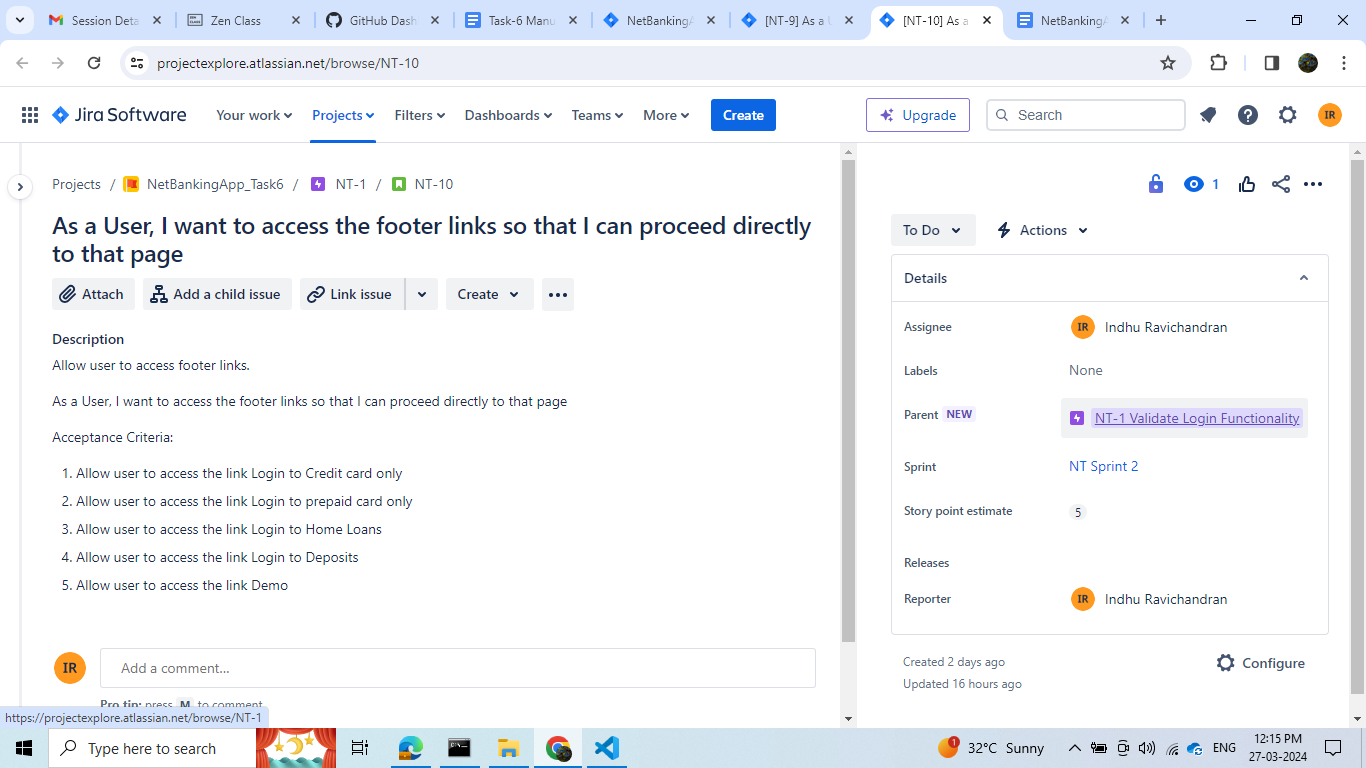 Session Deta
Zen Class
GitHub Dash
Task-6 Manu
NetBankingA
[NT-9] As a U
[NT-10] As a
NetBankingA
projectexplore.atlassian.net/browse/NT-10
Jira Software
Your work
Projects
Filters
Dashboards
Teams
More
Create
Upgrade
Search
IR
Projects / NetBankingApp_Task6 / NT-1 / NT-10
1
As a User, I want to access the footer links so that I can proceed directly
to that page
Attach
Add a child issue
Link issue
Create
Description
Allow user to access footer links.
As a User, I want to access the footer links so that I can proceed directly to that page
Acceptance Criteria:
1. Allow user to access the link Login to Credit card only
2. Allow user to access the link Login to prepaid card only
3. Allow user to access the link Login to Home Loans
4. Allow user to access the link Login to Deposits
5. Allow user to access the link Demo
IR
Add a comment...
Pro tip: press M to comment
https://projectexplore.atlassian.net/browse/NT-1
To Do
Actions
Details
Assignee
IR Indhu Ravichandran
Labels
None
Parent NEW
NT-1 Validate Login Functionality
Sprint
NT Sprint 2
Story point estimate
5
Releases
Reporter
IR Indhu Ravichandran
Created 2 days ago
Updated 16 hours ago
Configure
Type here to search
1
32°C Sunny
ENG
12:15 PM
27-03-2024